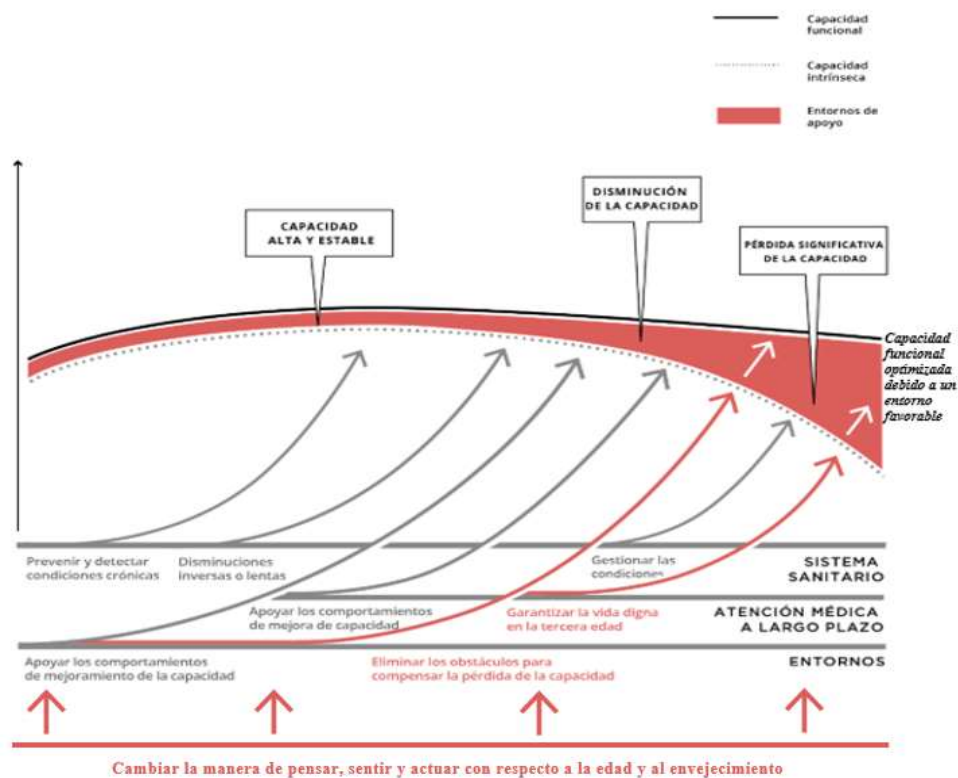 Capacidad
funcional
Capacidad
intrínseca
Entornos de
apoyo
CAPACIDAD
ALTA Y ESTABLE
DISMINUCIÓN
DE LA CAPACIDAD
PÉRDIDA SIGNIFICATIVA
DE LA CAPACIDAD
Capacidad
funcional
optimizada
debido a un
entorno
favorable
Prevenir y detectar
condiciones crónicas
Disminuciones
inversas o lentas
Gestionar las
condiciones
SISTEMA
SANITARIO
Apoyar los comportamientos
de mejora de capacidad
Garantizar la vida digna
en la tercera edad
ATENCIÓN MÉDICA
A LARGO PLAZO
Apoyar los comportamientos
de mejoramiento de la capacidad
Eliminar los obstáculos para
compensar la pérdida de la capacidad
ENTORNOS
Cambiar la manera de pensar, sentir y actuar con respecto a la edad y al envejecimiento